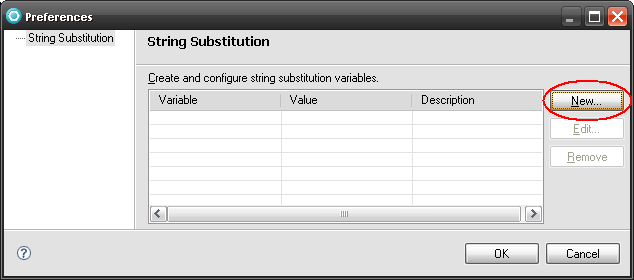 Preferences
String Substitution
String Substitution
Create and configure string substitution variables.
Variable Value Description
New...
Edit...
Remove
?
OK Cancel